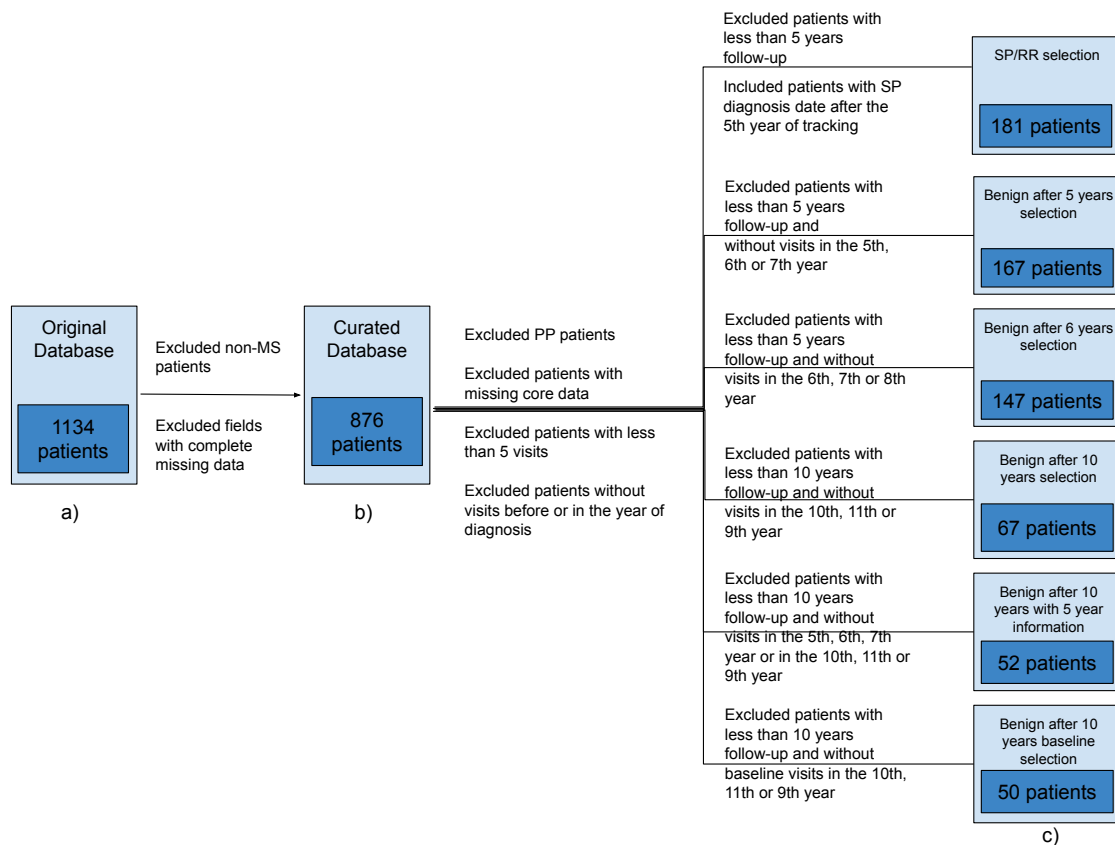 Original
Database
1134
patients
a)
Excluded non-MS
patients
Excluded fields
with complete
missing data
Curated
Database
876
patients
b)
Excluded PP patients
Excluded patients with
missing core data
Excluded patients with less
than 5 visits
Excluded patients without
visits before or in the year of
diagnosis
Excluded patients with
less than 5 years
follow-up
Included patients with SP
diagnosis date after the
5th year of tracking
SP/RR selection
181 patients
Excluded patients with
less than 5 years
follow-up and
without visits in the 5th,
6th or 7th year
Benign after 5 years
selection
167 patients
Excluded patients with
less than 5 years
follow-up and without
visits in the 6th, 7th or 8th
year
Benign after 6 years
selection
147 patients
Excluded patients with
less than 10 years
follow-up and without
visits in the 10th, 11th or
9th year
Benign after 10
years selection
67 patients
Excluded patients with
less than 10 years
follow-up and without
visits in the 5th, 6th, 7th
year or in the 10th, 11th or
9th year
Benign after 10
years with 5 year
information
52 patients
Excluded patients with
less than 10 years
follow-up and without
baseline visits in the 10th,
11th or 9th year
Benign after 10
years baseline
selection
50 patients
c)